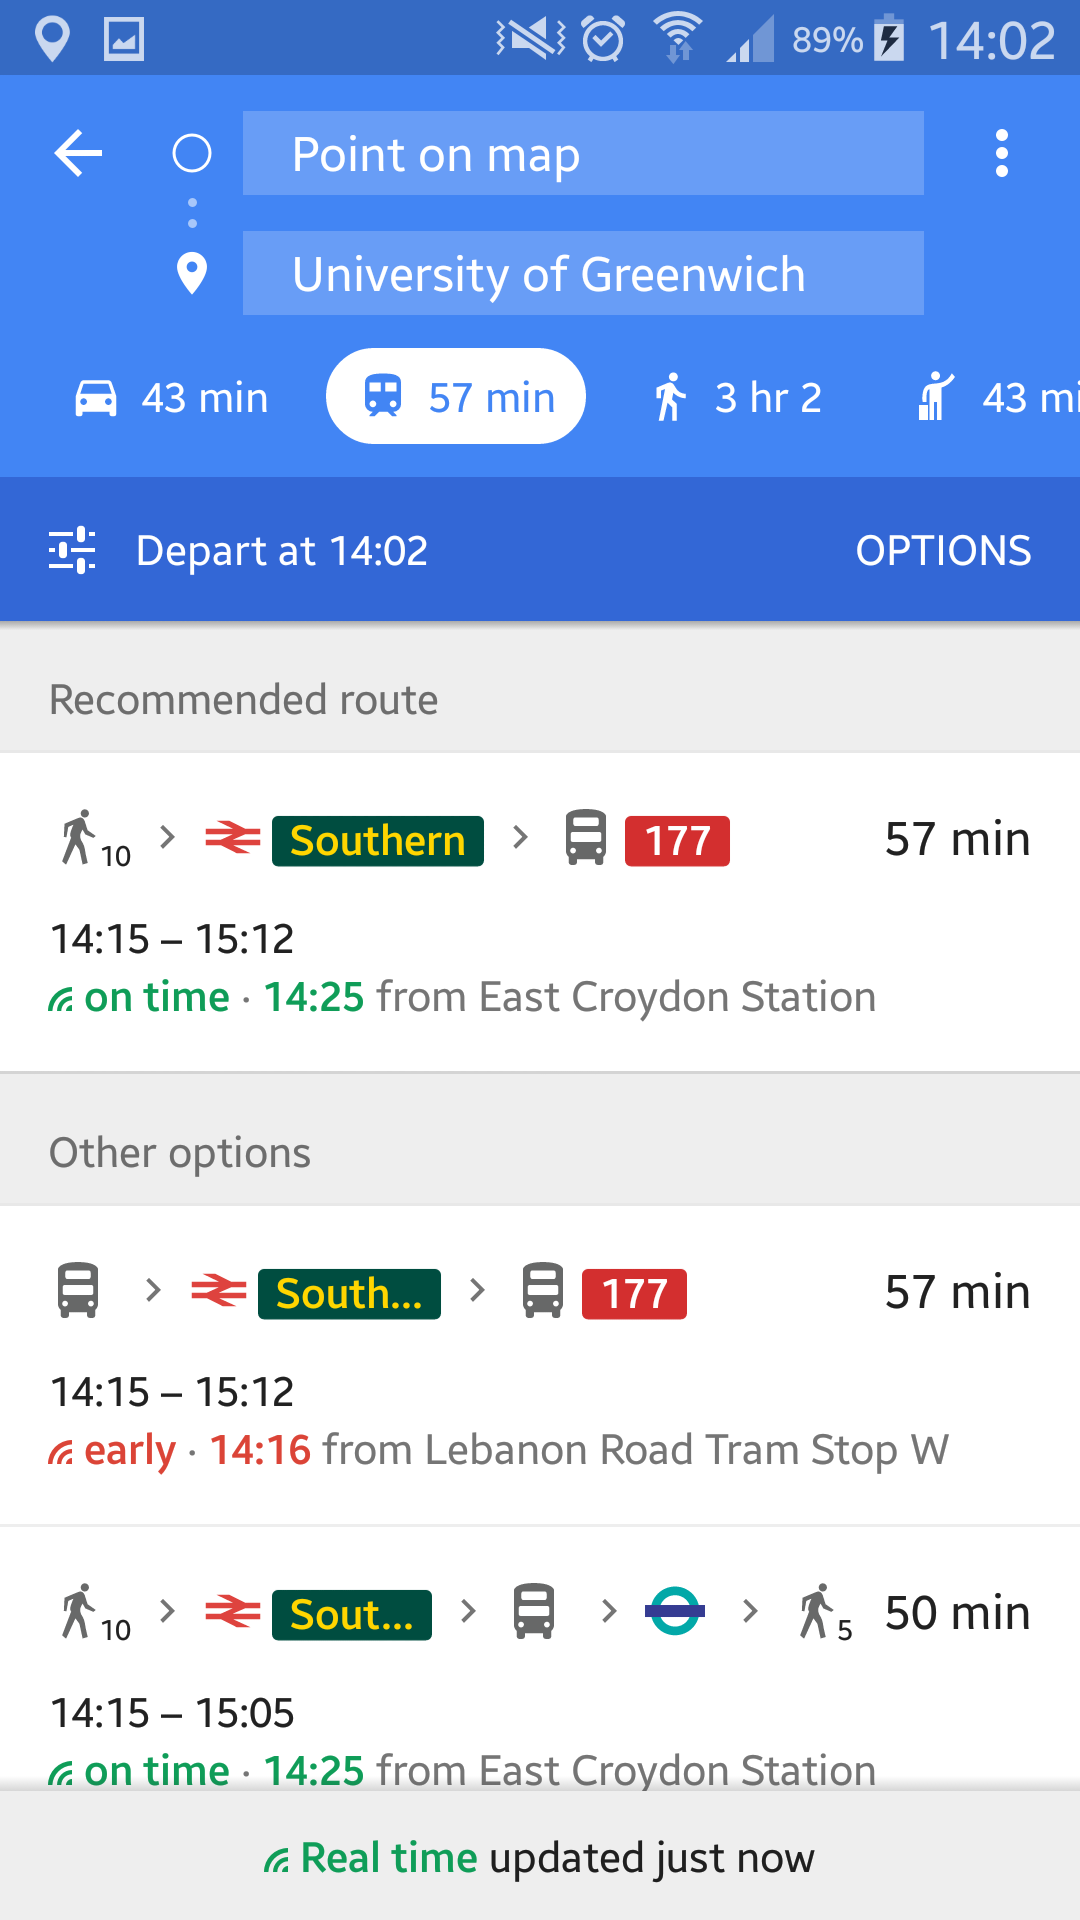 89% 14:02
Point on map
University of Greenwich
43 min 57 min 3 hr 2 43 mi
Depart at 14:02 OPTIONS
Recommended route
10 Southern 177 57 min
14:15 – 15:12
on time · 14:25 from East Croydon Station
Other options
South... 177 57 min
14:15 – 15:12
early · 14:16 from Lebanon Road Tram Stop W
10 Sout... 5 50 min
14:15 – 15:05
on time · 14:25 from East Croydon Station
Real time updated just now